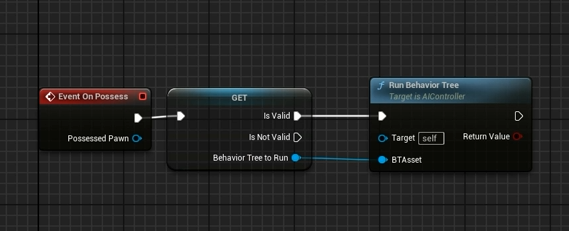 Event On Possess
Possessed Pawn
GET
Is Valid
Is Not Valid
Behavior Tree to Run
f Run Behavior Tree
Target is AIController
Target self
Return Value
BTAsset